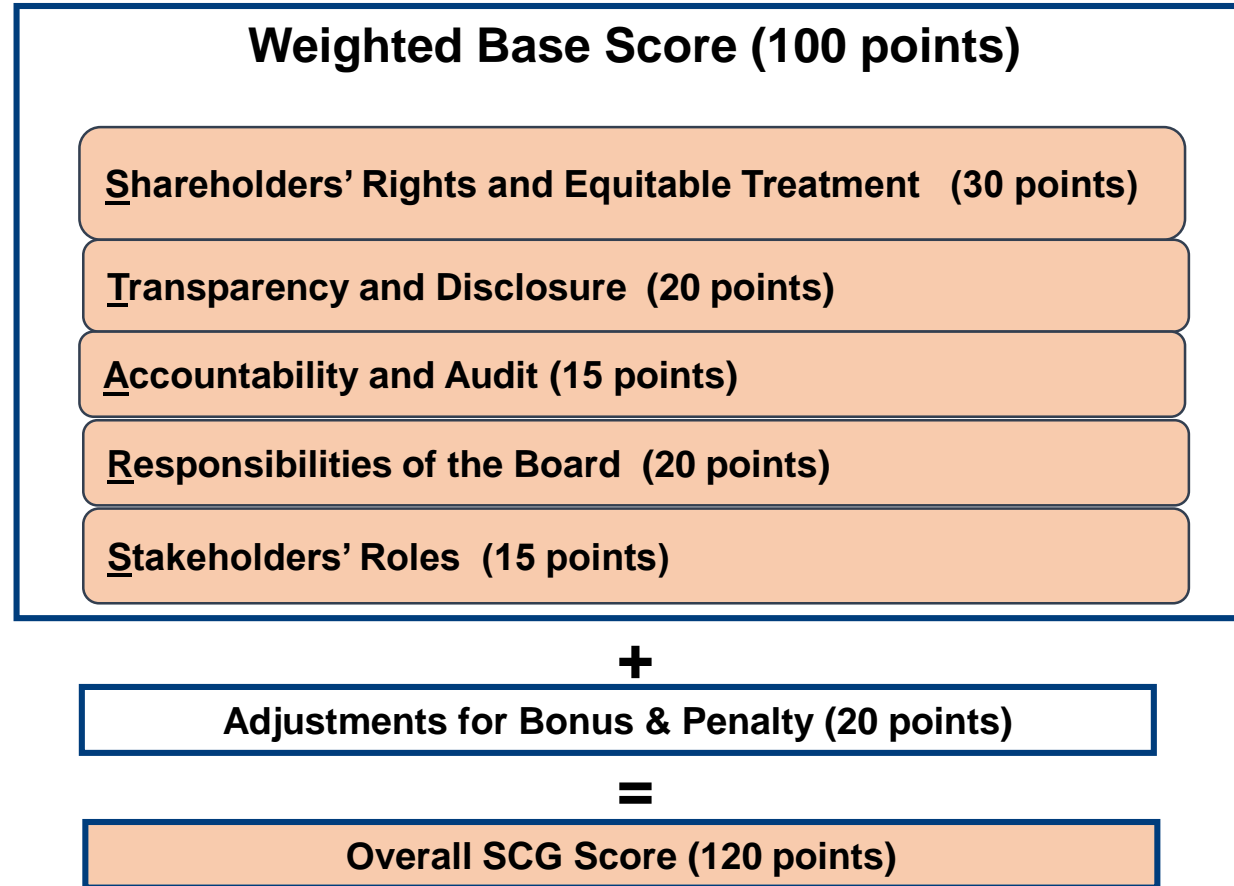 Weighted Base Score (100 points)
Shareholders’ Rights and Equitable Treatment (30 points)
Transparency and Disclosure (20 points)
Accountability and Audit (15 points)
Responsibilities of the Board (20 points)
Stakeholders’ Roles (15 points)
+
Adjustments for Bonus & Penalty (20 points)
=
Overall SCG Score (120 points)